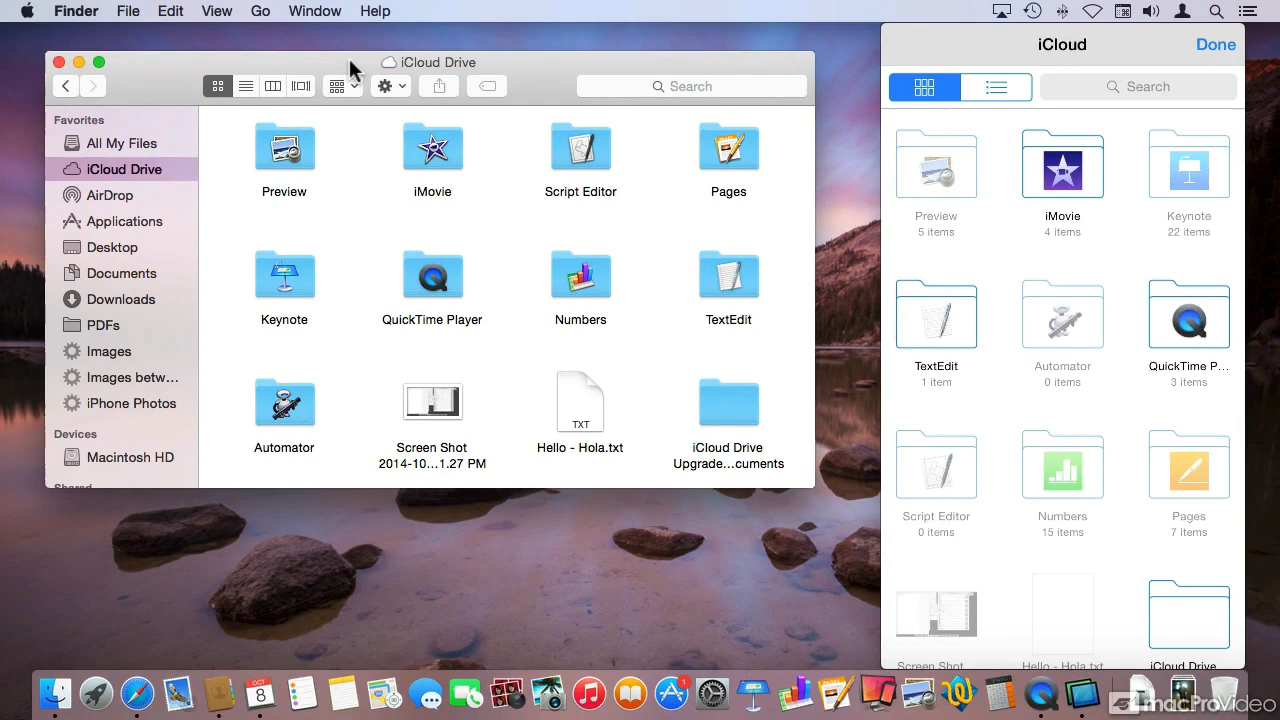 Finder File Edit View Go Window Help
iCloud Drive
Search
Favorites
All My Files
iCloud Drive
AirDrop
Applications
Desktop
Documents
Downloads
PDFs
Images
Images betw...
iPhone Photos
Devices
Macintosh HD
Shared
Preview iMovie Script Editor Pages
Keynote QuickTime Player Numbers TextEdit
Automator Screen Shot Hello - Hola.txt iCloud Drive
2014-10...1.27 PM Upgrade...cuments
TXT
iCloud Done
Search
Preview iMovie Keynote
5 items 4 items 22 items
TextEdit Automator QuickTime P...
1 item 0 items 3 items
Script Editor Numbers Pages
0 items 15 items 7 items
Screen Shot Hello - Hola.txt iCloud Drive
OCT
8
1
macProVideo